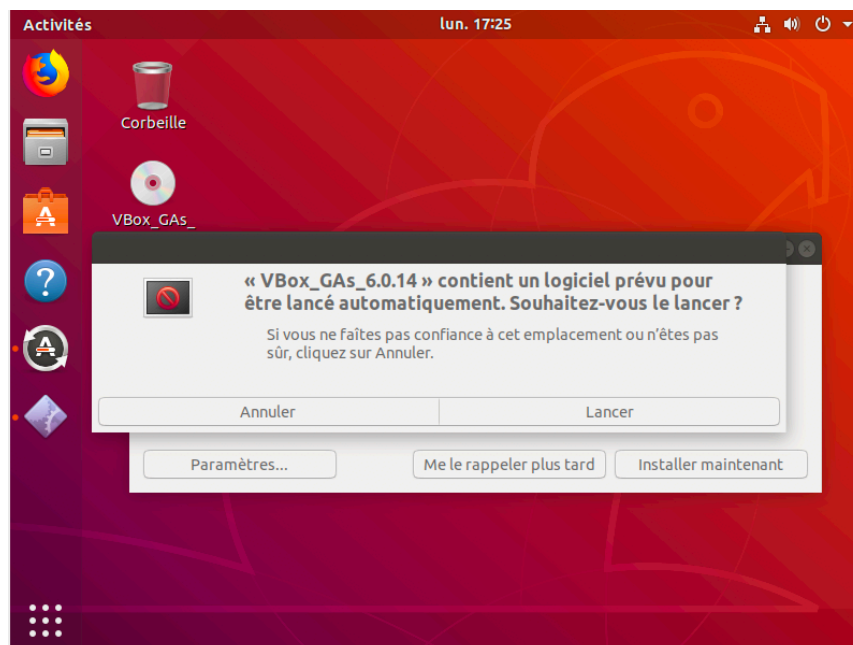 Activités
lun. 17:25
Corbeille
VBox_GAs_
« VBox_GAs_6.0.14 » contient un logiciel prévu pour
être lancé automatiquement. Souhaitez-vous le lancer ?
Si vous ne faîtes pas confiance à cet emplacement ou n'êtes pas
sûr, cliquez sur Annuler.
Annuler
Lancer
Paramètres...
Me le rappeler plus tard
Installer maintenant